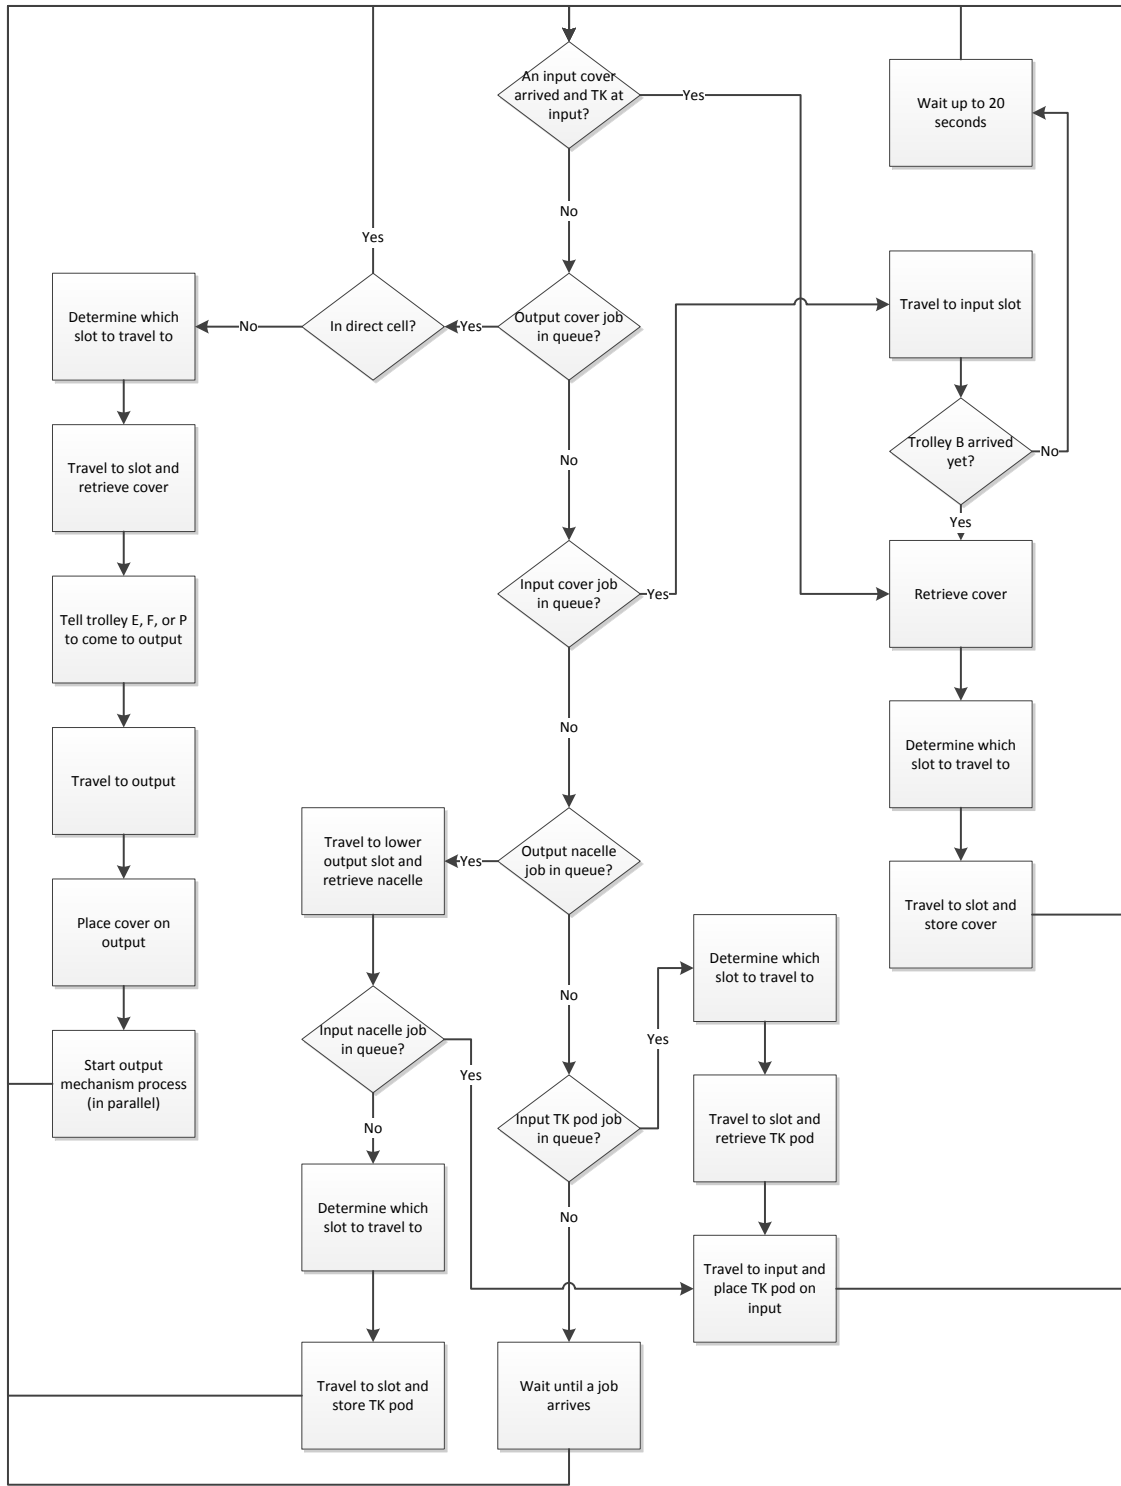 An input cover
arrived and TK at
input?
Yes
Wait up to 20
seconds
No
Yes
Determine which
slot to travel to
No
In direct cell?
Yes
Output cover job
in queue?
Travel to input slot
Travel to slot and
retrieve cover
No
Trolley B arrived
yet?
No
Yes
Tell trolley E, F, or P
to come to output
Input cover job
in queue?
Yes
Retrieve cover
Travel to output
No
Determine which
slot to travel to
Travel to lower
output slot and
retrieve nacelle
Yes
Output nacelle
job in queue?
Place cover on
output
Travel to slot and
store cover
Determine which
slot to travel to
No
Input nacelle job
in queue?
Yes
Yes
Start output
mechanism process
(in parallel)
No
Input TK pod job
in queue?
Travel to slot and
retrieve TK pod
Determine which
slot to travel to
No
Travel to input and
place TK pod on
input
Travel to slot and
store TK pod
Wait until a job
arrives